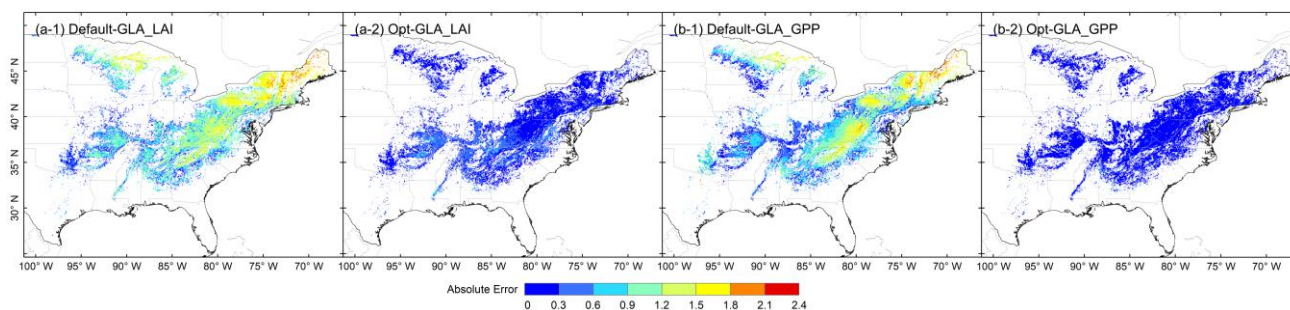 (a-1) Default-GLA_LAI (a-2) Opt-GLA_LAI (b-1) Default-GLA_GPP (b-2) Opt-GLA_GPP
45° N
40° N
35° N
30° N
100° W 95° W 90° W 85° W 80° W 75° W 70° W 100° W 95° W 90° W 85° W 80° W 75° W 70° W 100° W 95° W 90° W 85° W 80° W 75° W 70° W 100° W 95° W 90° W 85° W 80° W 75° W 70° W
Absolute Error
0 0.3 0.6 0.9 1.2 1.5 1.8 2.1 2.4